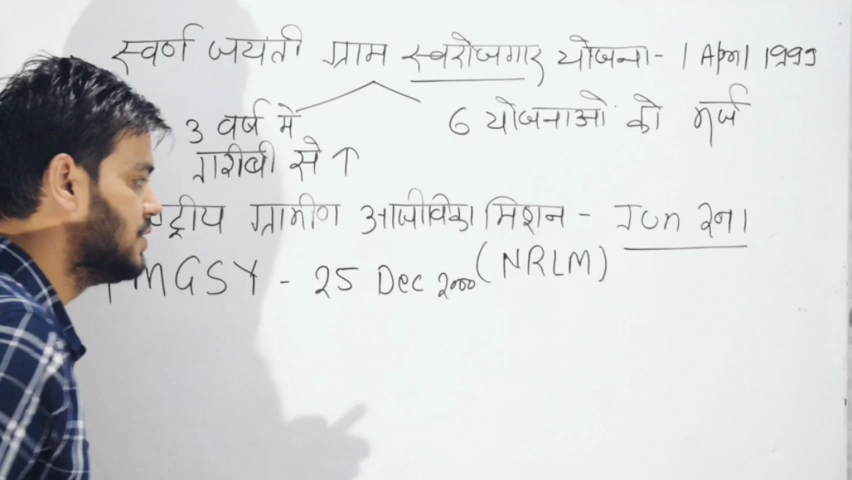 स्वर्ण जयंती ग्राम स्वरोजगार योजना - 1 April 1999
3 वर्ष में
गरीबी से ↑
6 योजनाओं को मर्ज
ष्ट्रीय ग्रामीण आजीविका मिशन - Jun
(NRLM)
MGSY - 25 Dec 2000